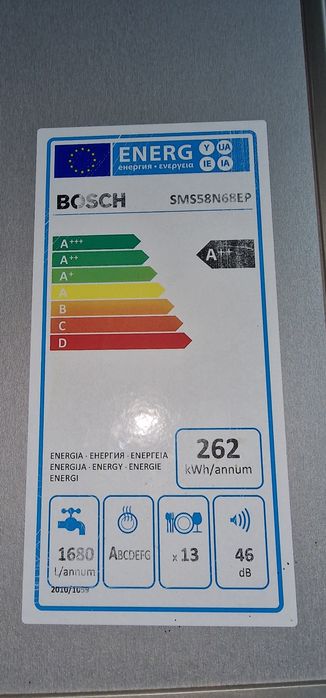 ENERG Y UA
енергия · ενεργεια IE IA
BOSCH SMS58N68EP
A+++
A++ A++
A+
A
B
C
D
262
kWh/annum
ENERGIA · ЕНЕРГИЯ · ΕΝΕΡΓΕΙΑ
ENERGIJA · ENERGY · ENERGIE
ENERGI
1680
L/annum
ABCDEFG
x 13
46
dB
2010/1059